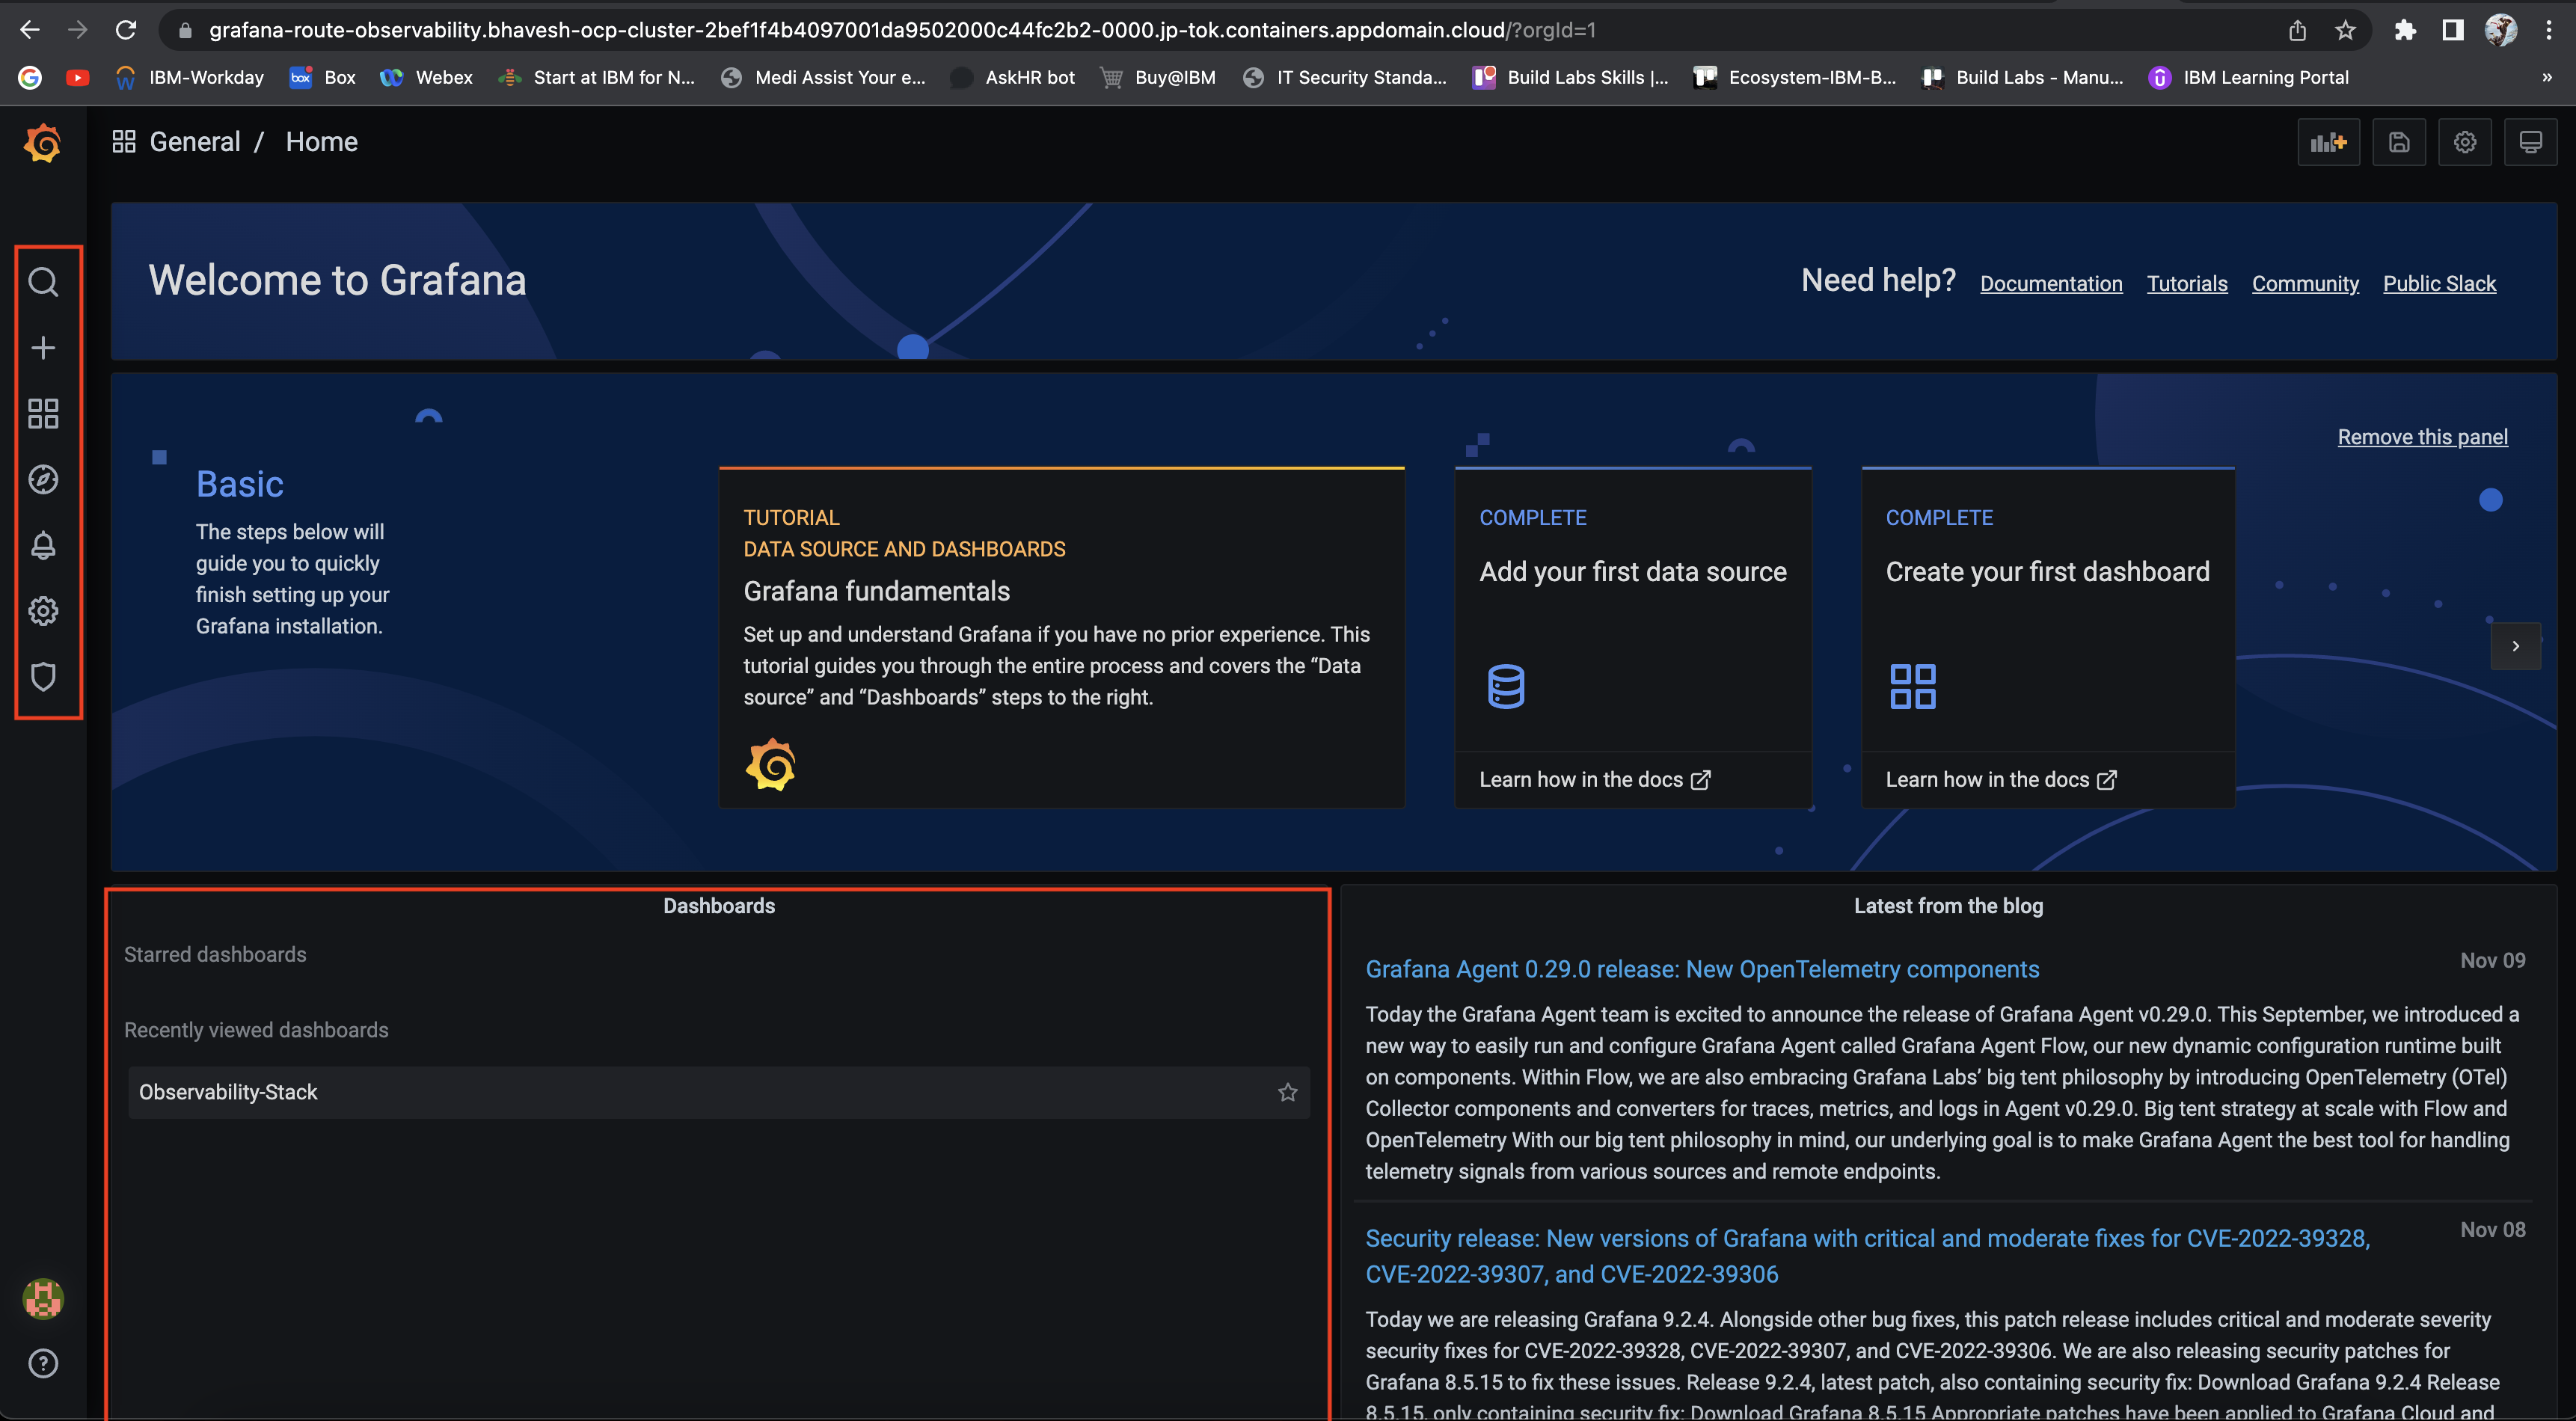 grafana-route-observability.bhavesh-ocp-cluster-2bef1f4b4097001da9502000c44fc2b2-0000.jp-tok.containers.appdomain.cloud/?orgId=1
IBM-Workday
box
Box
Webex
Start at IBM for N...
Medi Assist Your e...
AskHR bot
Buy@IBM
IT Security Standa...
Build Labs Skills |...
Ecosystem-IBM-B...
Build Labs - Manu...
IBM Learning Portal
»
General / Home
Welcome to Grafana
Need help?
Documentation
Tutorials
Community
Public Slack
Remove this panel
Basic
The steps below will
guide you to quickly
finish setting up your
Grafana installation.
TUTORIAL
DATA SOURCE AND DASHBOARDS
Grafana fundamentals
Set up and understand Grafana if you have no prior experience. This
tutorial guides you through the entire process and covers the “Data
source” and “Dashboards” steps to the right.
COMPLETE
Add your first data source
Learn how in the docs
COMPLETE
Create your first dashboard
Learn how in the docs
Dashboards
Starred dashboards
Recently viewed dashboards
Observability-Stack
Latest from the blog
Grafana Agent 0.29.0 release: New OpenTelemetry components
Nov 09
Today the Grafana Agent team is excited to announce the release of Grafana Agent v0.29.0. This September, we introduced a
new way to easily run and configure Grafana Agent called Grafana Agent Flow, our new dynamic configuration runtime built
on components. Within Flow, we are also embracing Grafana Labs’ big tent philosophy by introducing OpenTelemetry (OTel)
Collector components and converters for traces, metrics, and logs in Agent v0.29.0. Big tent strategy at scale with Flow and
OpenTelemetry With our big tent philosophy in mind, our underlying goal is to make Grafana Agent the best tool for handling
telemetry signals from various sources and remote endpoints.
Security release: New versions of Grafana with critical and moderate fixes for CVE-2022-39328,
CVE-2022-39307, and CVE-2022-39306
Nov 08
Today we are releasing Grafana 9.2.4. Alongside other bug fixes, this patch release includes critical and moderate severity
security fixes for CVE-2022-39328, CVE-2022-39307, and CVE-2022-39306. We are also releasing security patches for
Grafana 8.5.15 to fix these issues. Release 9.2.4, latest patch, also containing security fix: Download Grafana 9.2.4 Release
8.5.15, only containing security fix: Download Grafana 8.5.15 Appropriate patches have been applied to Grafana Cloud and